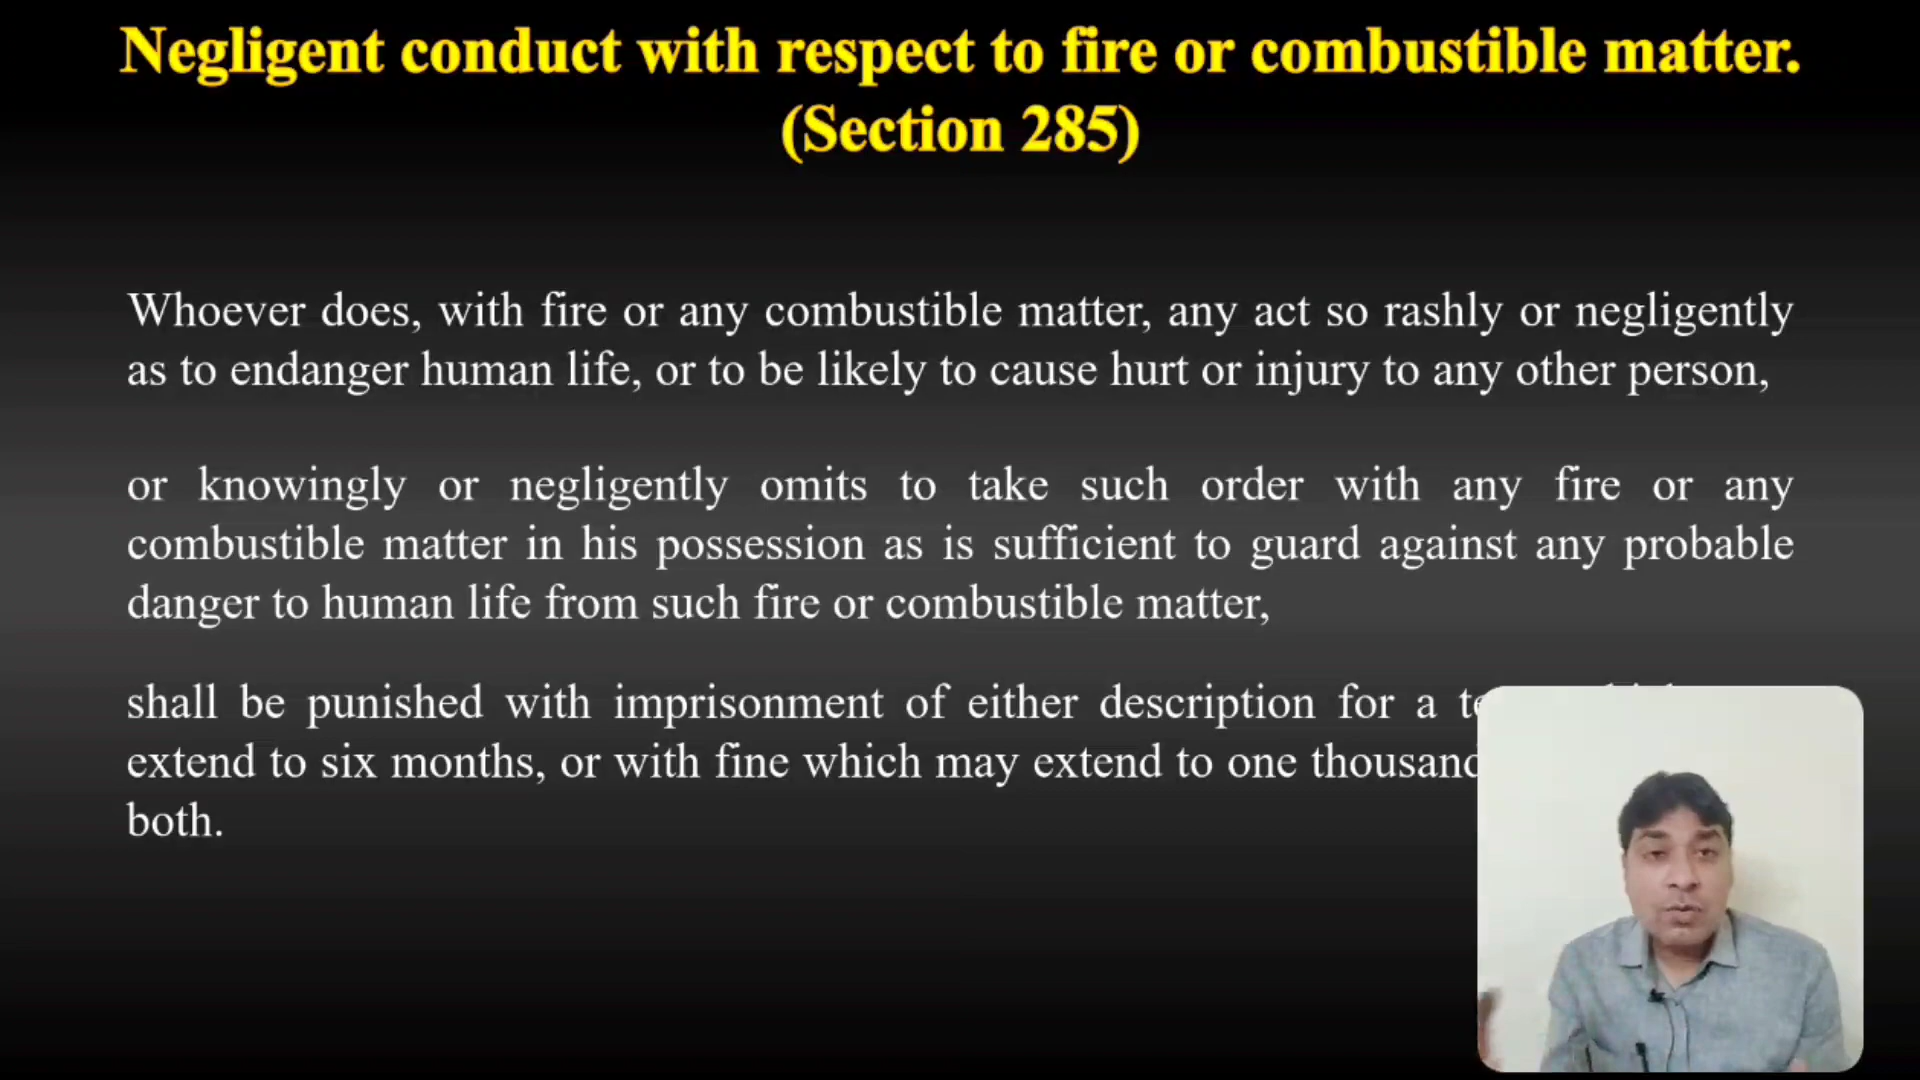 Negligent conduct with respect to fire or combustible matter.
(Section 285)
Whoever does, with fire or any combustible matter, any act so rashly or negligently
as to endanger human life, or to be likely to cause hurt or injury to any other person,
or knowingly or negligently omits to take such order with any fire or any
combustible matter in his possession as is sufficient to guard against any probable
danger to human life from such fire or combustible matter,
shall be punished with imprisonment of either description for a
extend to six months, or with fine which may extend to one thousand
both.